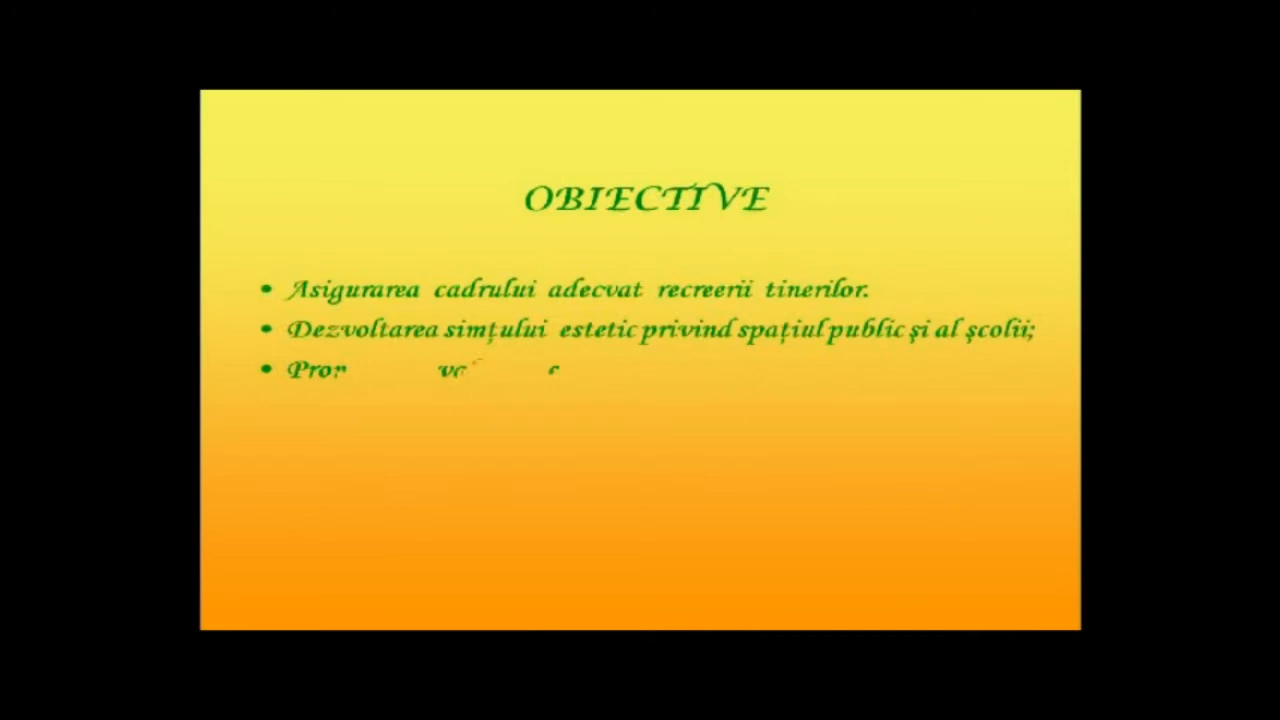 OBIECTIVE
• Asigurarea cadrului adecvat recreerii tinerilor.
• Dezvoltarea simțului estetic privind spațiul public și al școlii;